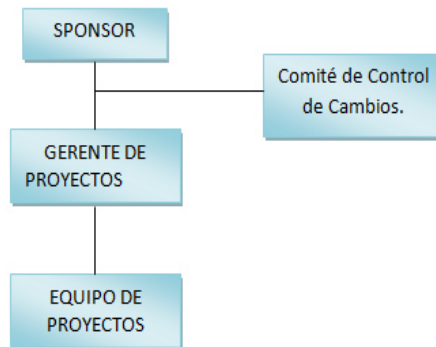 SPONSOR
Comité de Control
de Cambios.
GERENTE DE
PROYECTOS
EQUIPO DE
PROYECTOS